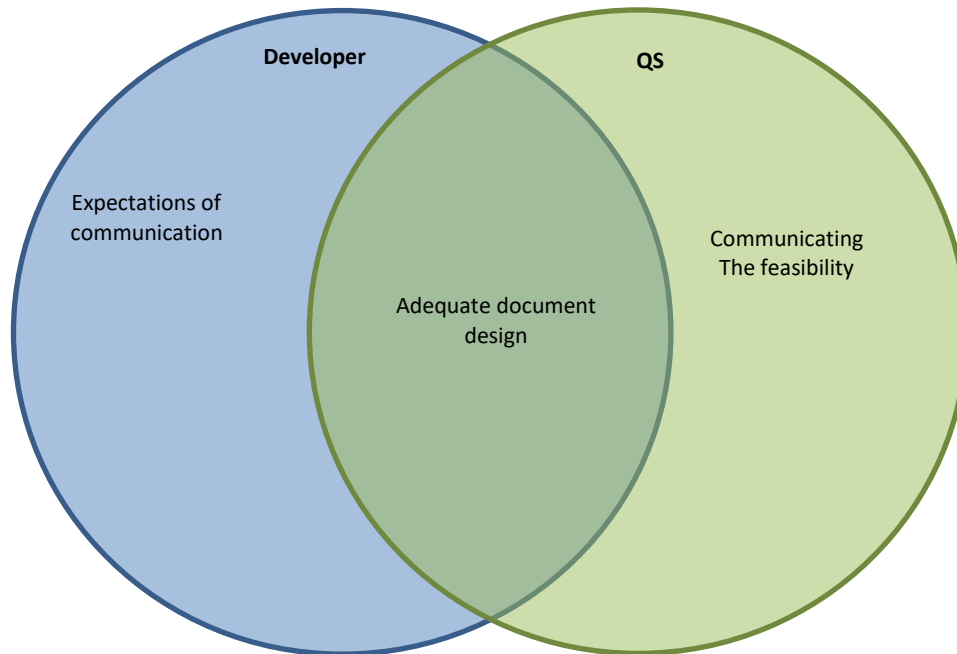 Developer
QS
Expectations of
communication
Communicating
The feasibility
Adequate document
design